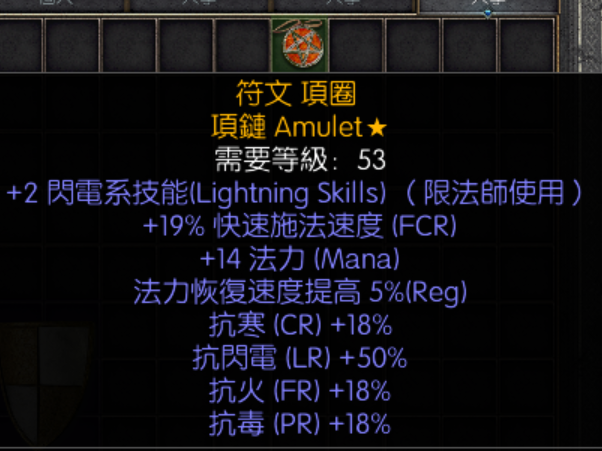 符文 項圈
項鏈 Amulet★
需要等級: 53
+2 閃電系技能(Lightning Skills) （限法師使用）
+19% 快速施法速度 (FCR)
+14 法力 (Mana)
法力恢復速度提高 5%(Reg)
抗寒 (CR) +18%
抗閃電 (LR) +50%
抗火 (FR) +18%
抗毒 (PR) +18%